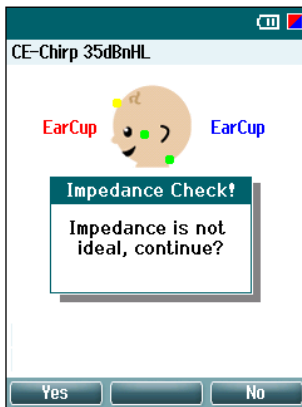 CE-Chirp 35dBnHL
EarCup EarCup
Impedance Check!
Impedance is not
ideal, continue?
Yes No